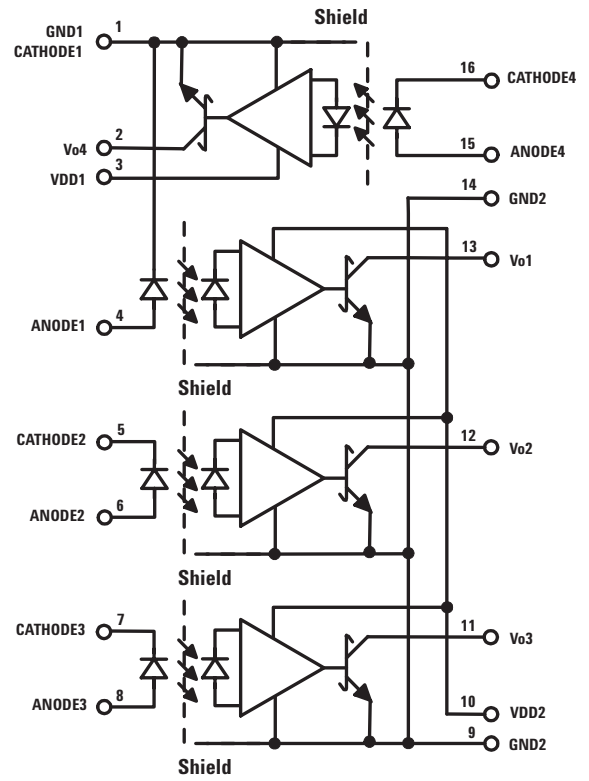 Shield
GND1 1
CATHODE1
16 CATHODE4
2
Vo4
3
VDD1
15 ANODE4
14 GND2
13 Vo1
ANODE1 4
Shield
CATHODE2 5
12 Vo2
6
ANODE2
Shield
CATHODE3 7
11 Vo3
8
ANODE3
10 VDD2
9 GND2
Shield